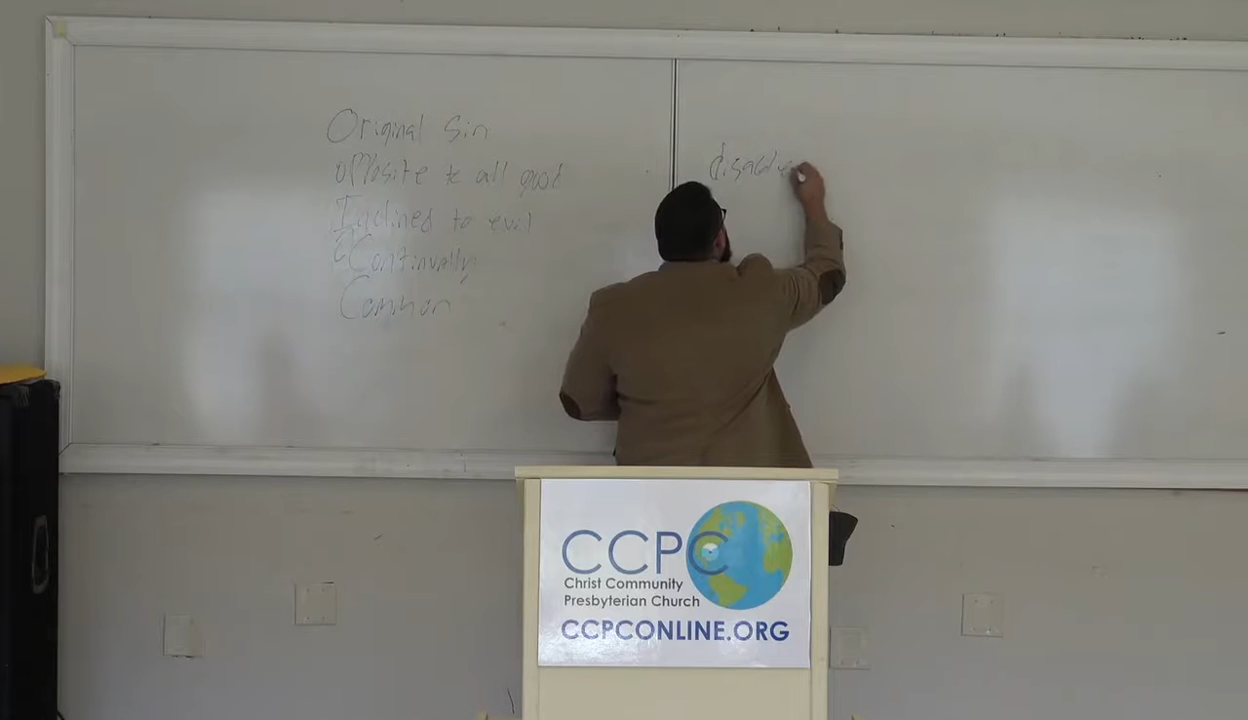 Original Sin
opposite to all good
Inclined to evil
Continually
Common
CCPC
Christ Community
Presbyterian Church
CCPCONLINE.ORG